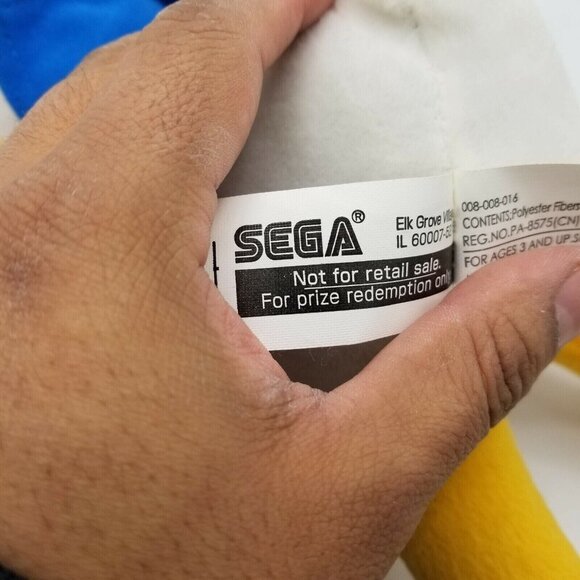 SEGA®
Elk Grove
IL 60007-
Not for retail sale.
For prize redemption only
008-008-016
CONTENTS:Polyester Fibers
REG.NO.PA-8575(CN)
FOR AGES 3 AND UP